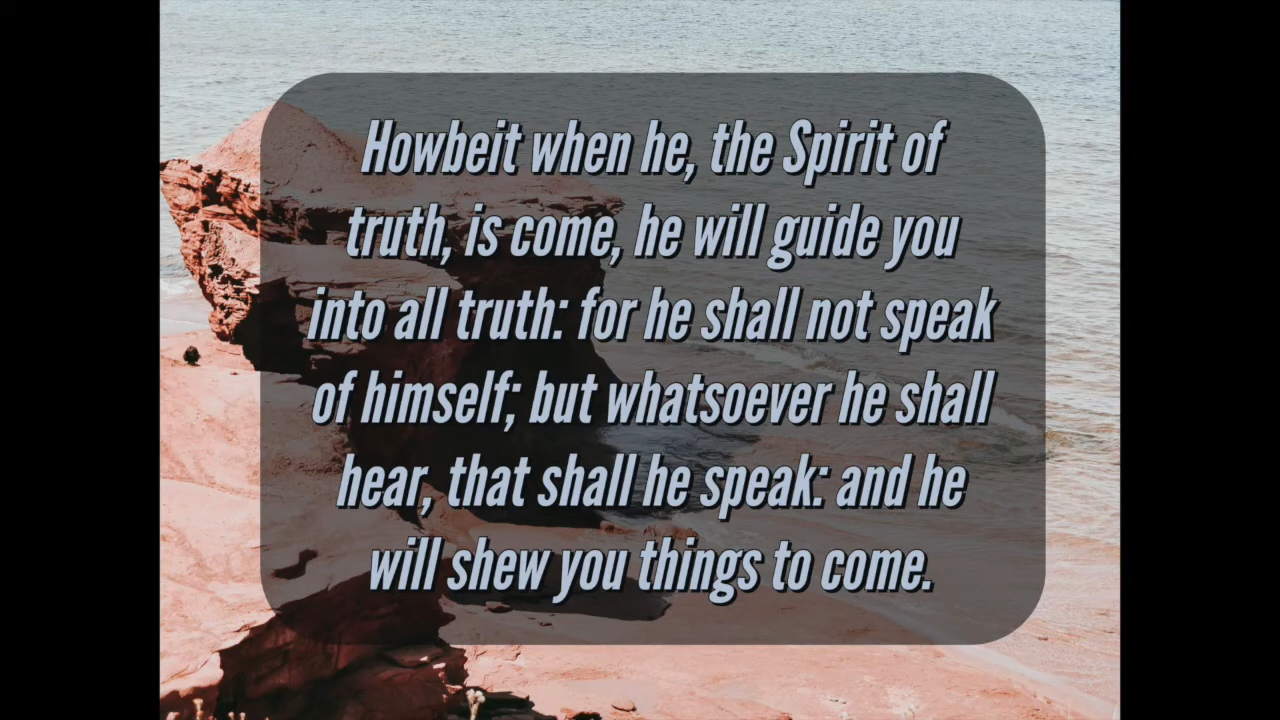 Howbeit when he, the Spirit of
truth, is come, he will guide you
into all truth: for he shall not speak
of himself; but whatsoever he shall
hear, that shall he speak: and he
will shew you things to come.